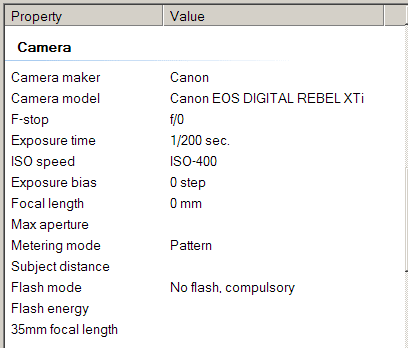 Property Value
Camera
Camera maker Canon
Camera model Canon EOS DIGITAL REBEL XTi
F-stop f/0
Exposure time 1/200 sec.
ISO speed ISO-400
Exposure bias 0 step
Focal length 0 mm
Max aperture
Metering mode Pattern
Subject distance
Flash mode No flash, compulsory
Flash energy
35mm focal length